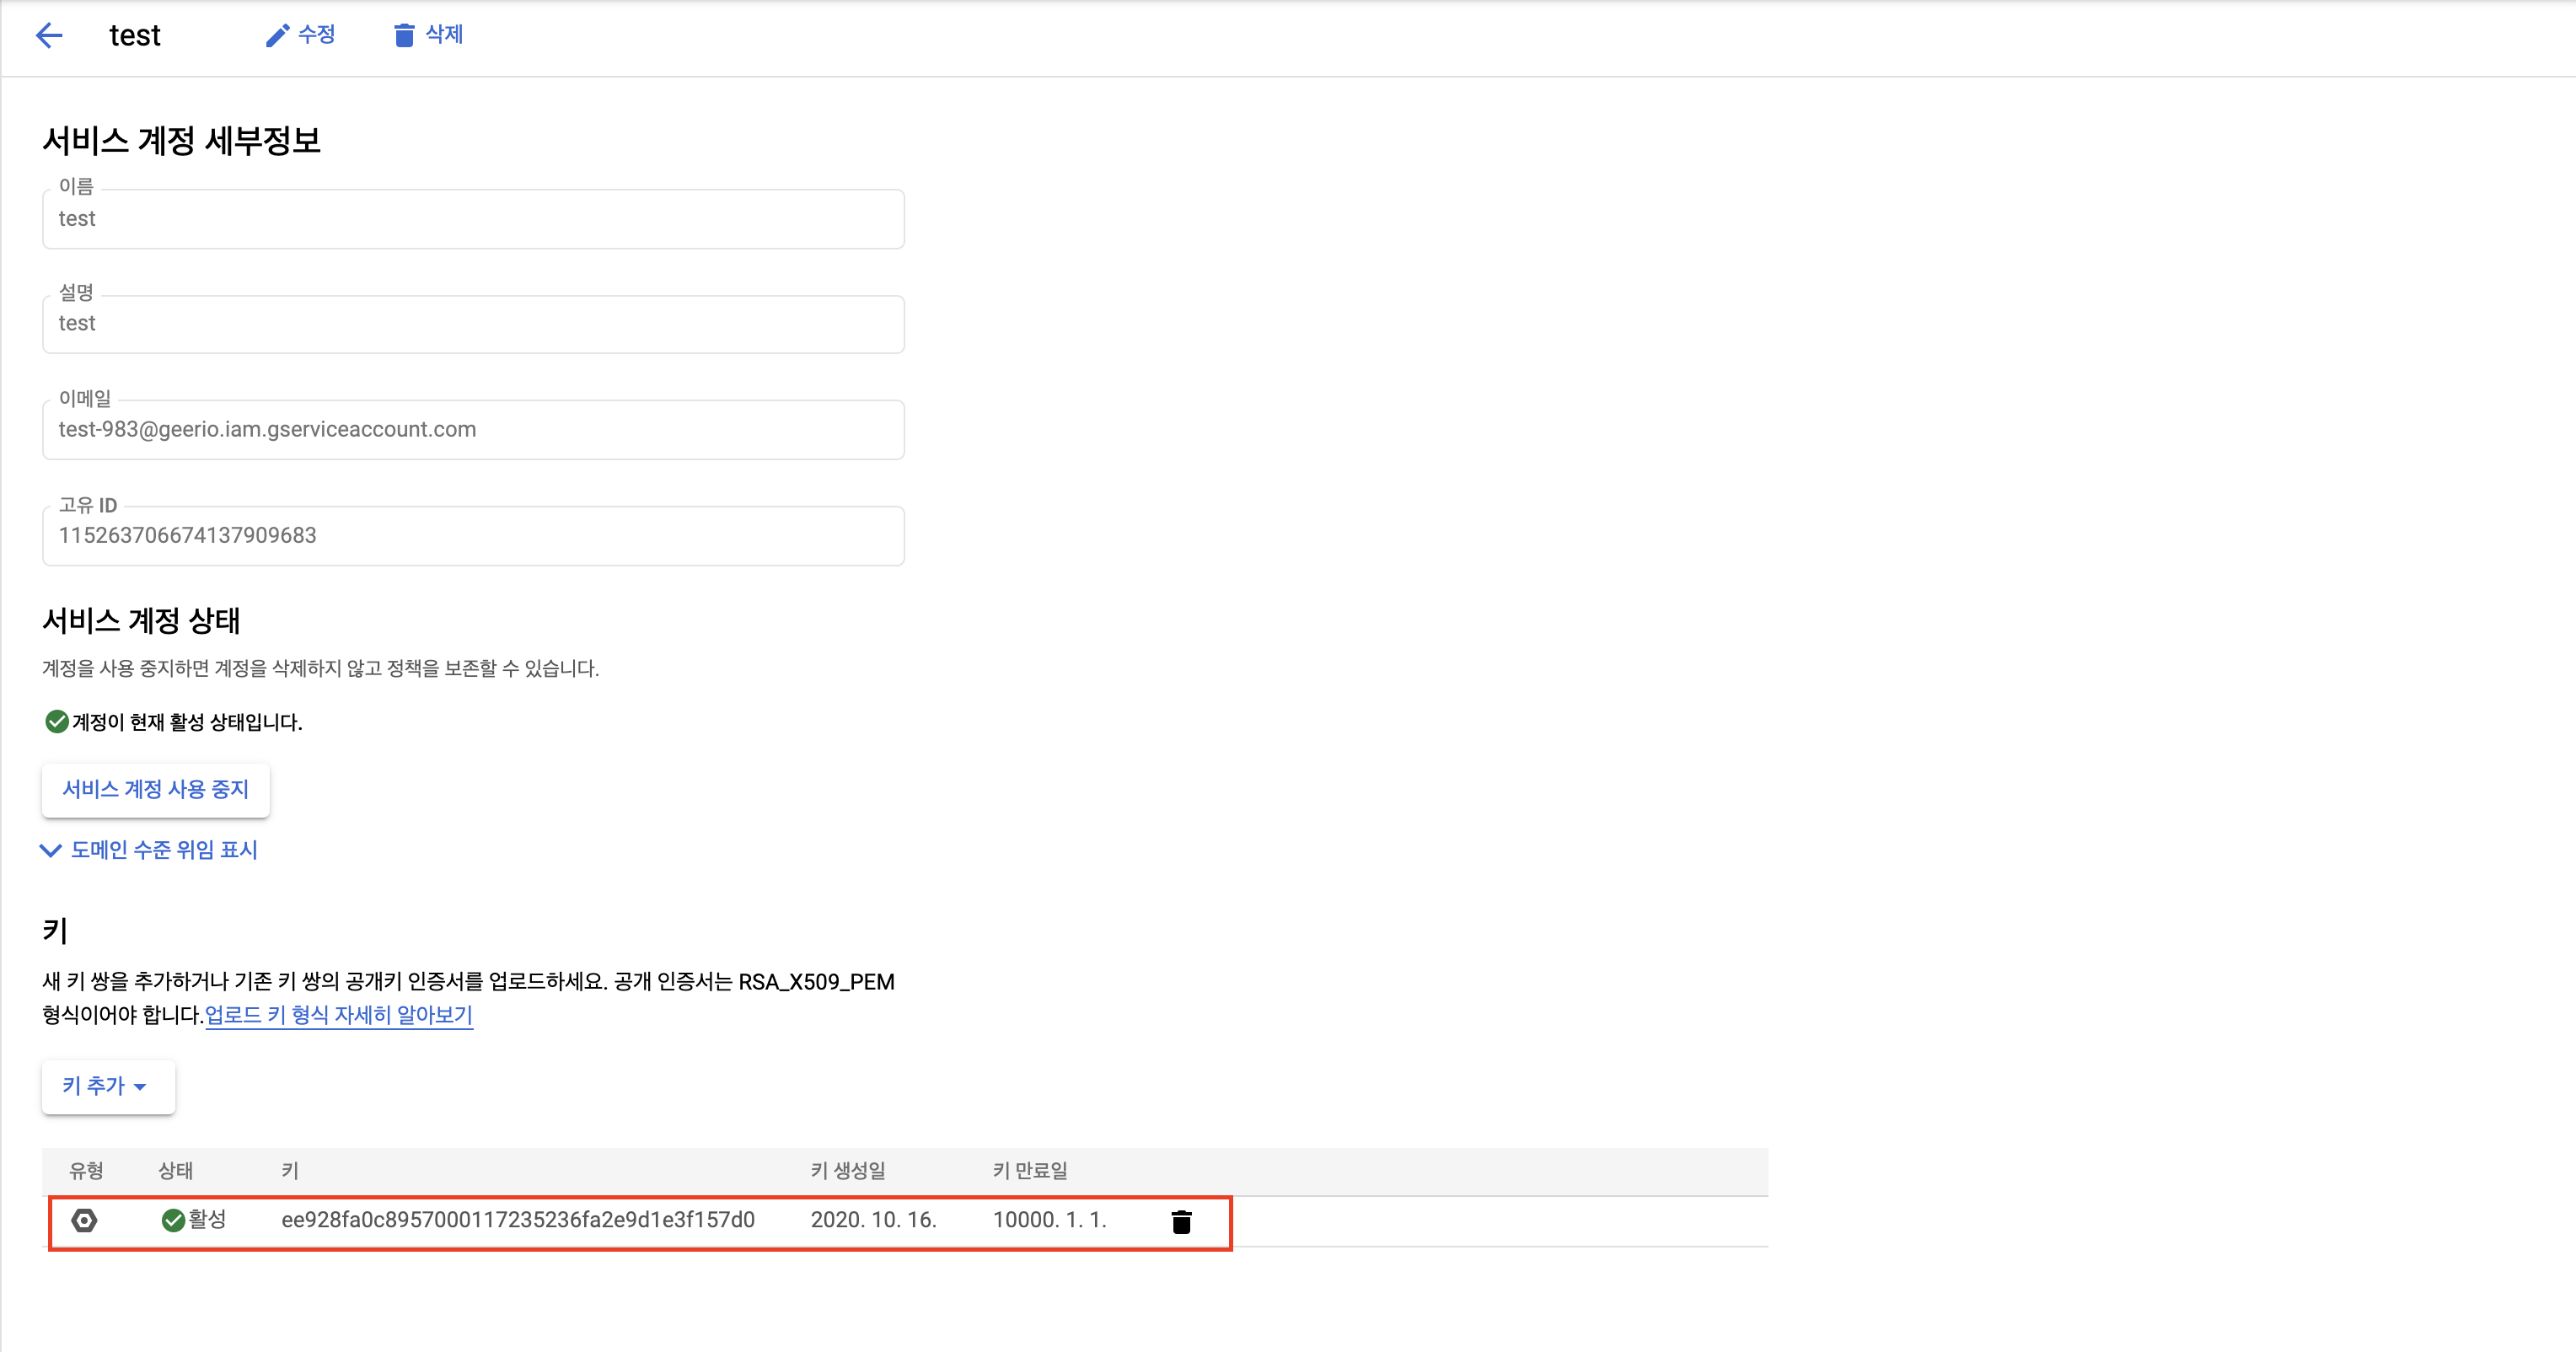 test 수정 삭제
서비스 계정 세부정보
이름
test
설명
test
이메일
test-983@geerio.iam.gserviceaccount.com
고유 ID
115263706674137909683
서비스 계정 상태
계정을 사용 중지하면 계정을 삭제하지 않고 정책을 보존할 수 있습니다.
계정이 현재 활성 상태입니다.
서비스 계정 사용 중지
도메인 수준 위임 표시
키
새 키 쌍을 추가하거나 기존 키 쌍의 공개키 인증서를 업로드하세요. 공개 인증서는 RSA_X509_PEM
형식이어야 합니다.업로드 키 형식 자세히 알아보기
키 추가
유형 상태 키 키 생성일 키 만료일
활성 ee928fa0c8957000117235236fa2e9d1e3f157d0 2020. 10. 16. 10000. 1. 1.